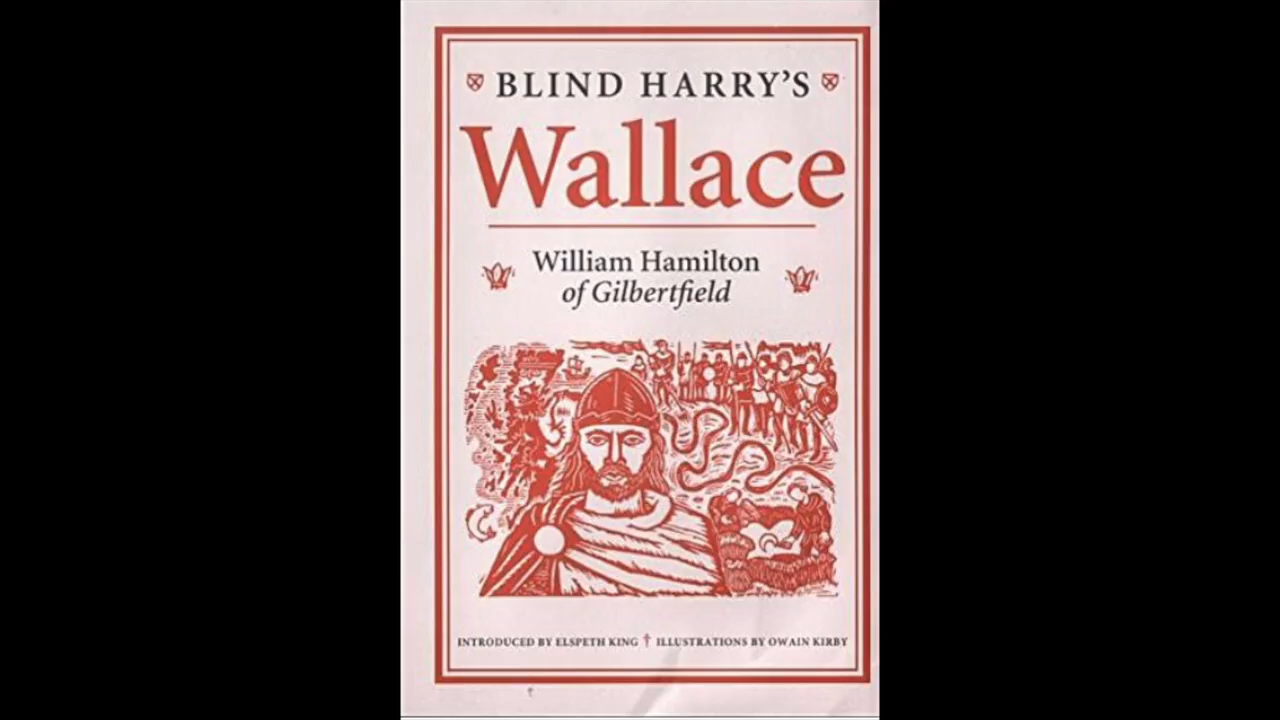 BLIND HARRY'S
Wallace
William Hamilton
of Gilbertfield
INTRODUCED BY ELSPETH KING † ILLUSTRATIONS BY OWAIN KIRBY